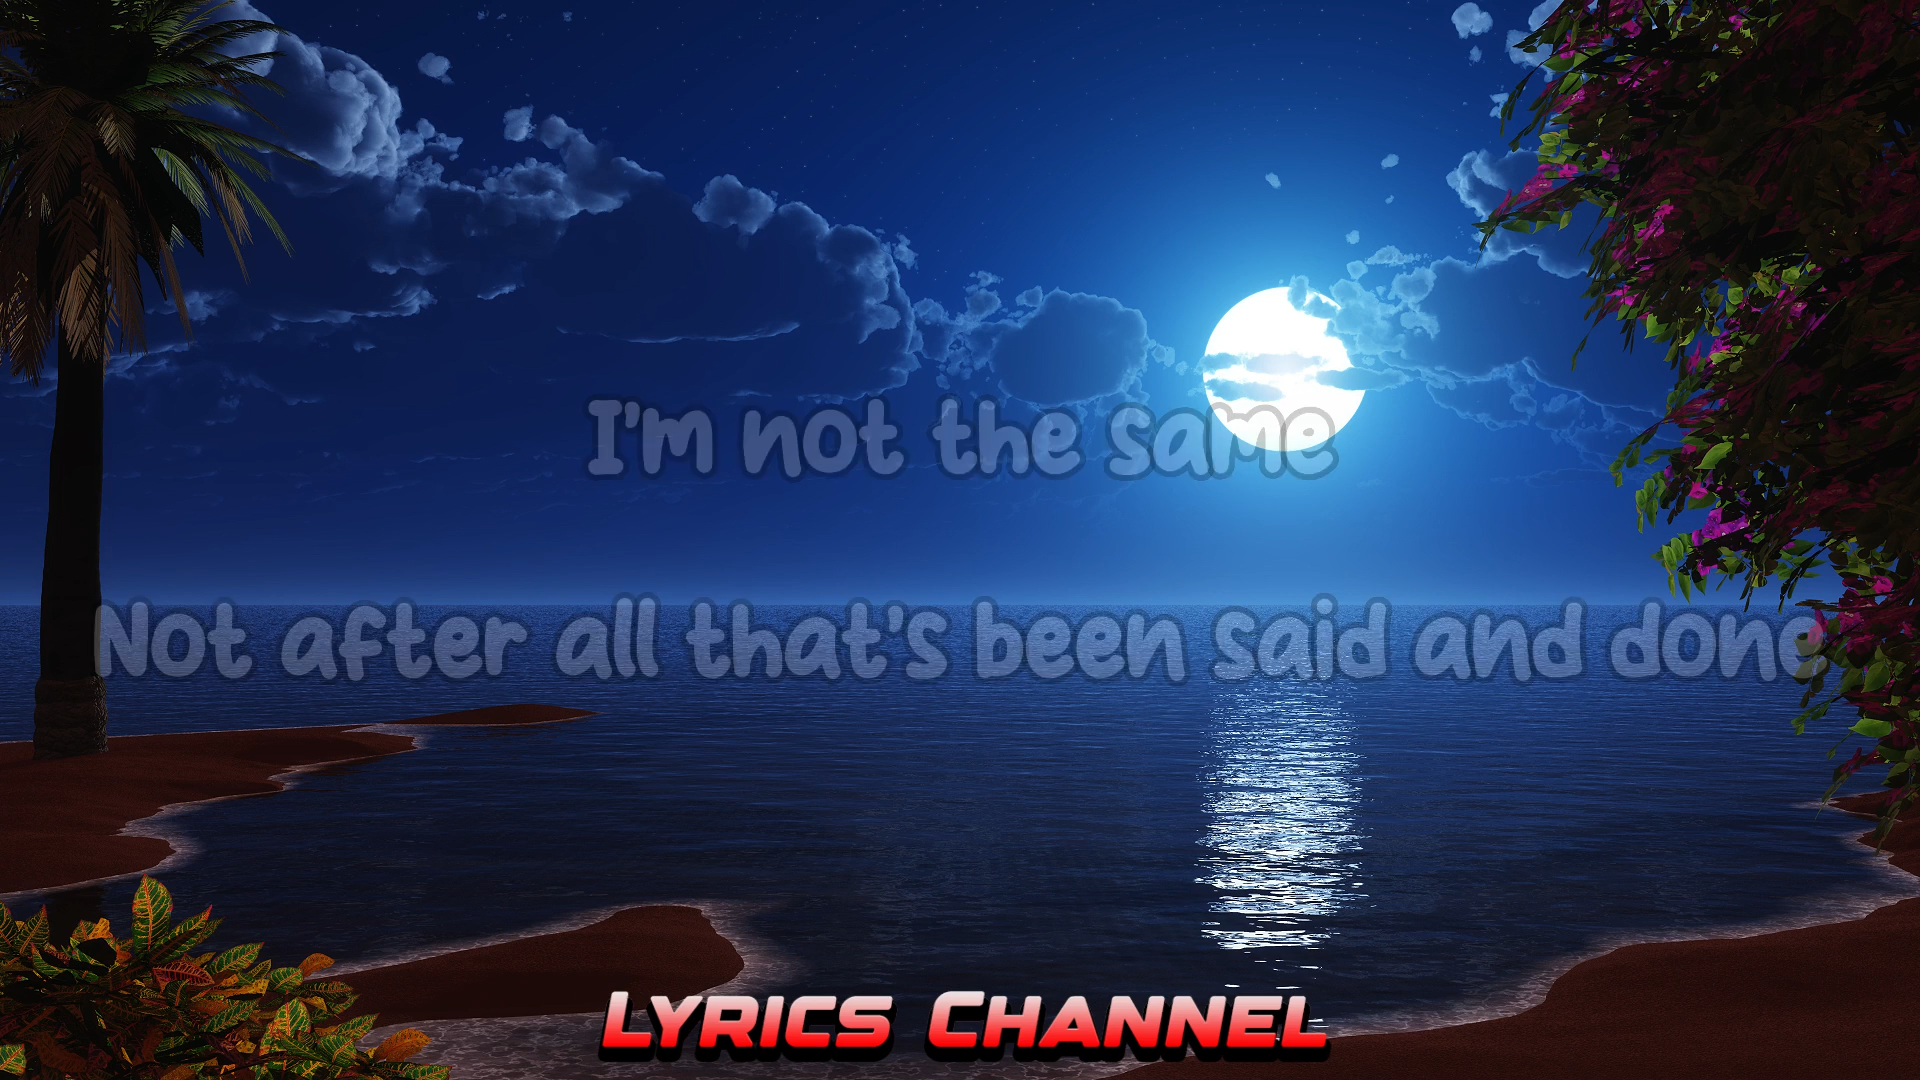 I'm not the same
Not after all that's been said and done
Lyrics Channel